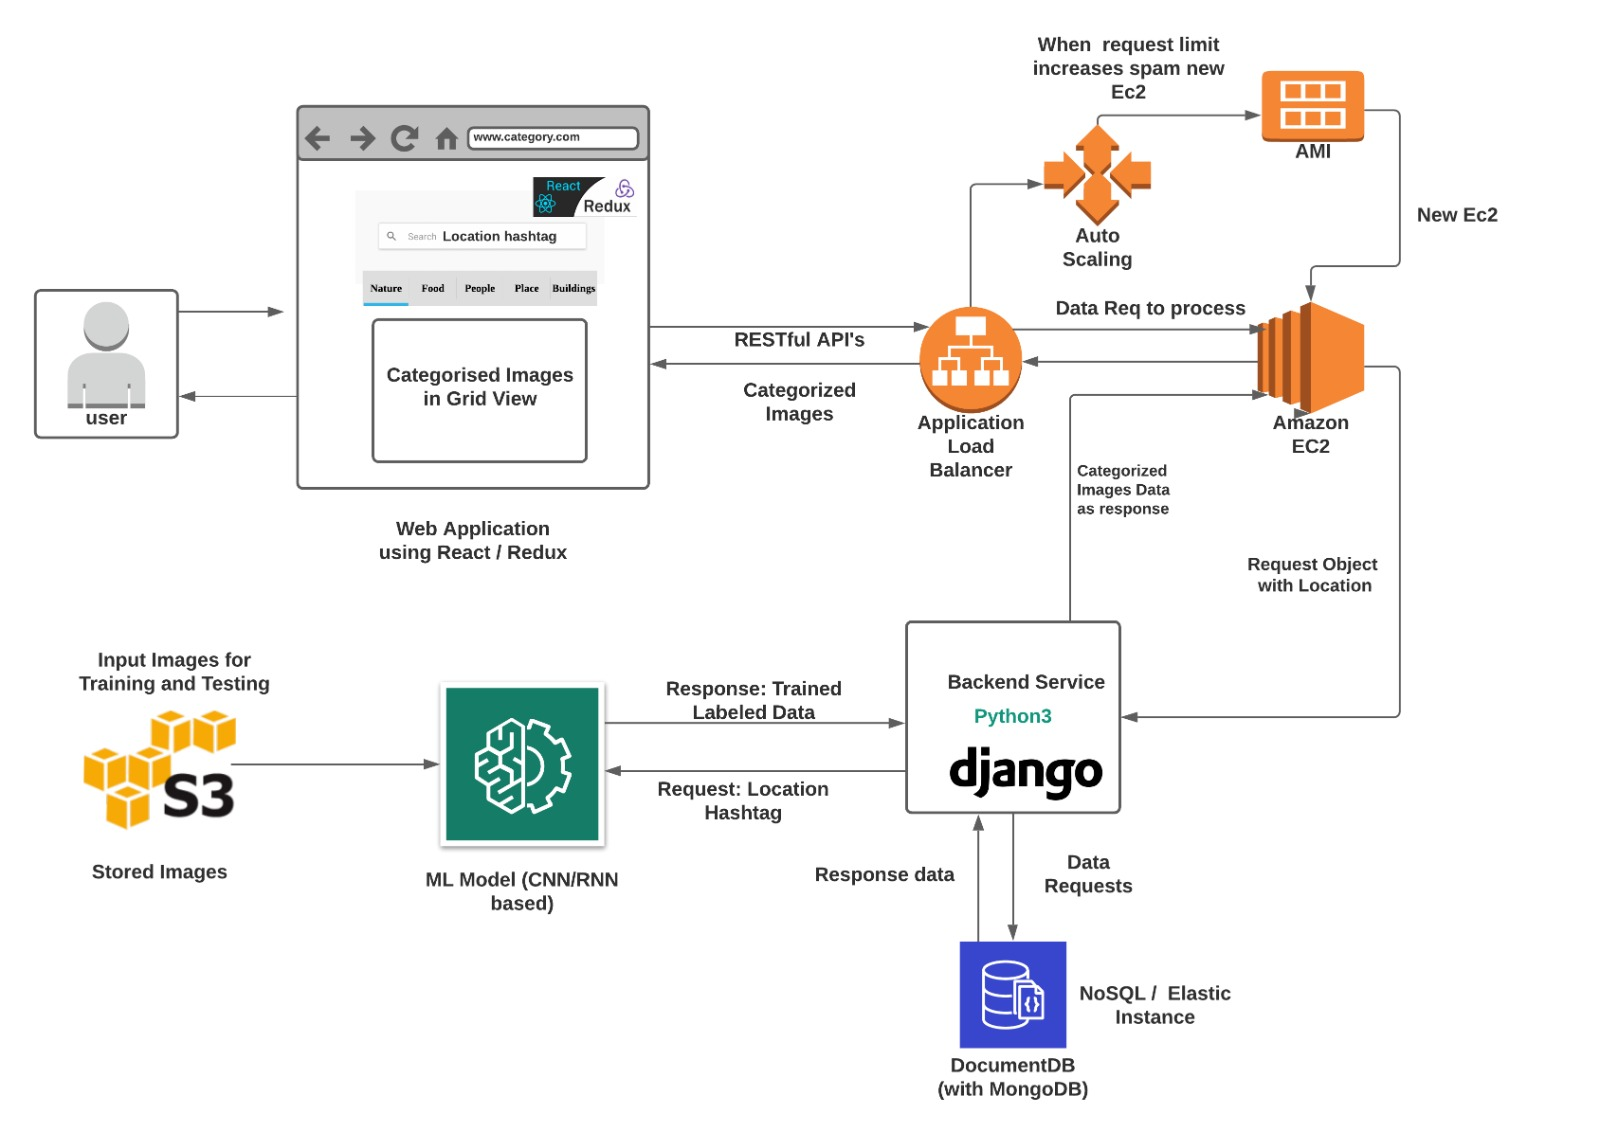 When request limit
increases spam new
Ec2
AMI
New Ec2
Auto
Scaling
www.category.com
React
Redux
Search Location hashtag
Nature Food People Place Buildings
Categorised Images
in Grid View
user
Web Application
using React / Redux
RESTful API's
Categorized
Images
Application
Load
Balancer
Data Req to process
Amazon
EC2
Categorized
Images Data
as response
Request Object
with Location
Input Images for
Training and Testing
S3
Stored Images
ML Model (CNN/RNN
based)
Response: Trained
Labeled Data
Request: Location
Hashtag
Backend Service
Python3
django
Response data
Data
Requests
NoSQL / Elastic
Instance
DocumentDB
(with MongoDB)